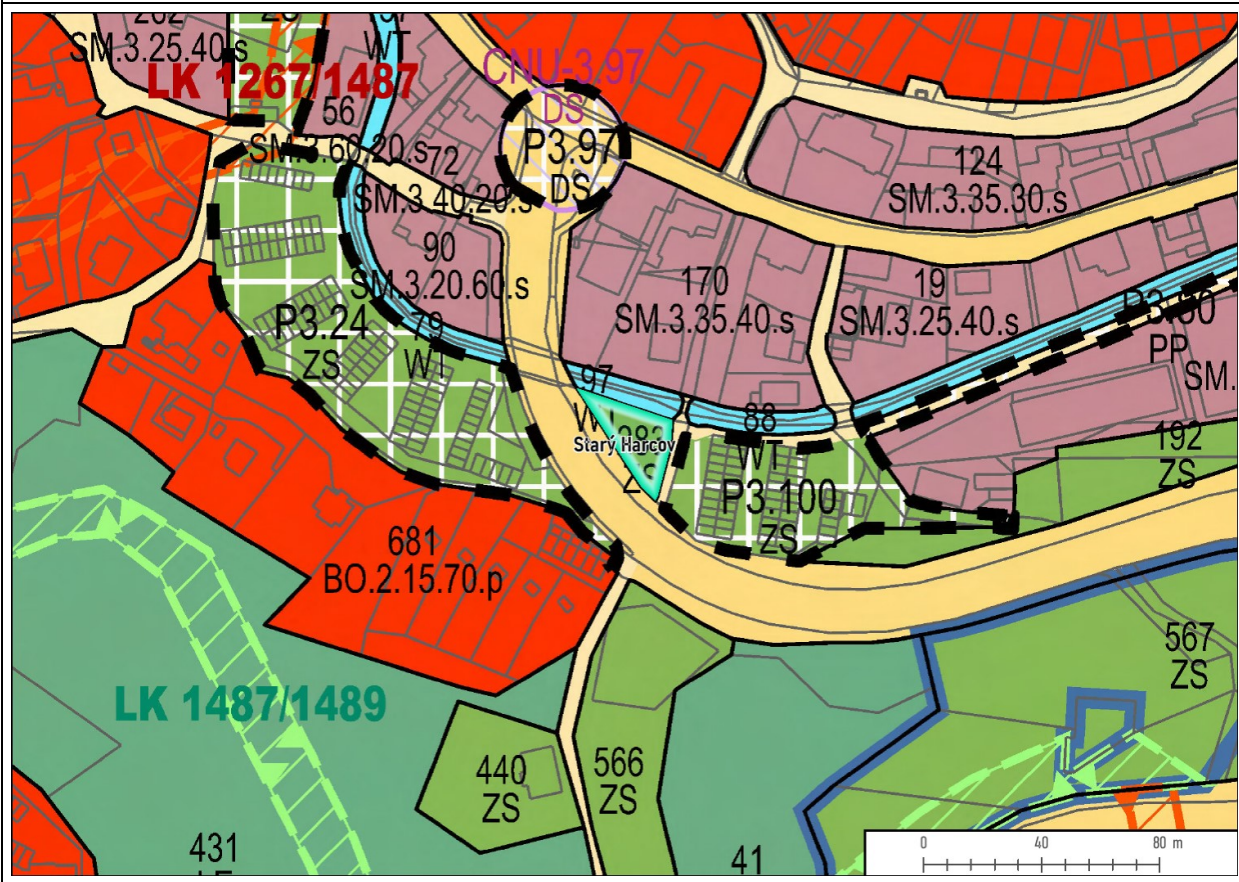 SM.3.25.40.s
WT
LK 1267/1487
CNU-3.97
DS
56
P3.97
SM.3.60.20.s
72
124
DS
SM.3.40.20.s
SM.3.35.30.s
90
170
19
SM.3.20.60.s
SM.3.35.40.s
SM.3.25.40.s
P3.24
79
PP
ZS
WT
SM.
97
88
192
Starý Harcov
WT
ZS
P3.100
ZS
681
BO.2.15.70.p
567
ZS
LK 1487/1489
440
ZS
566
ZS
431
41
0 40 80 m